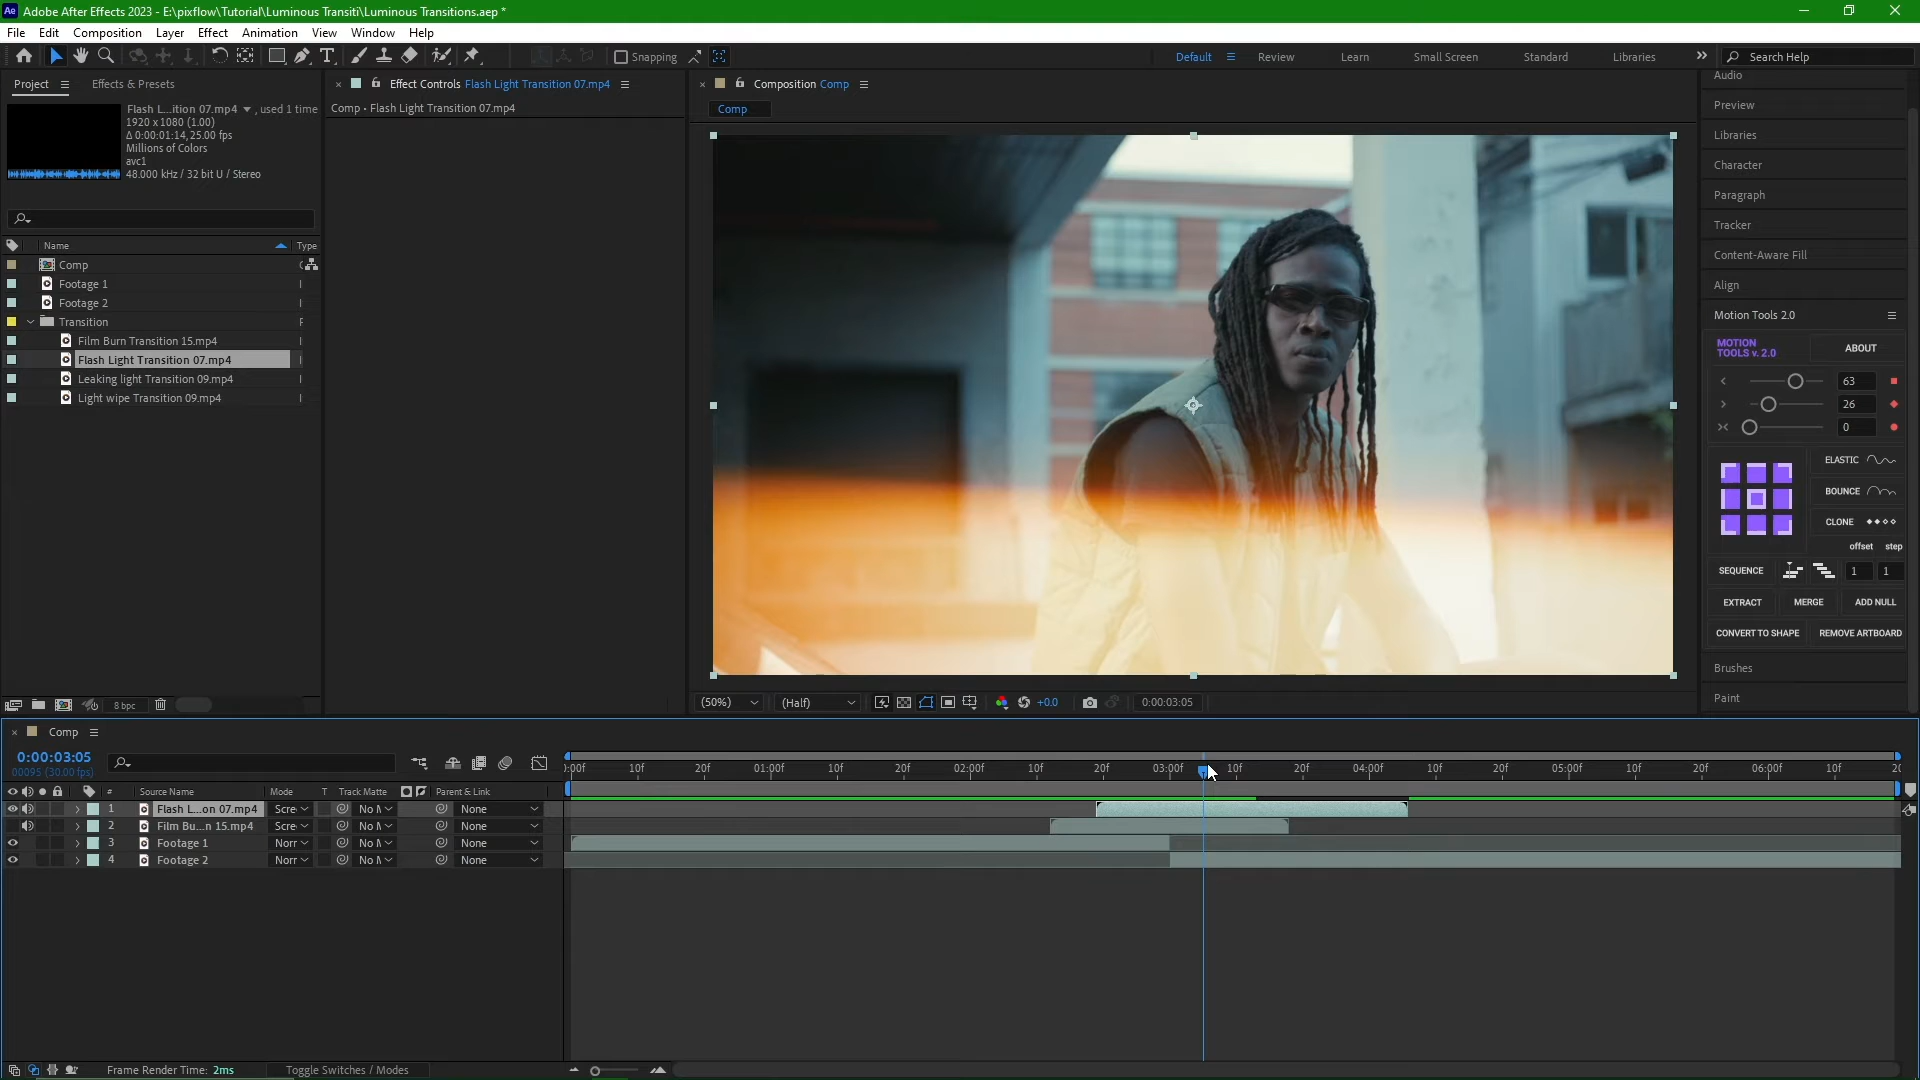 Adobe After Effects 2023 - E:\pixflow\Tutorial\Luminous Transiti\Luminous Transitions.aep *
File Edit Composition Layer Effect Animation View Window Help
Snapping
Default Review Learn Small Screen Standard Libraries Search Help
Project Effects & Presets
Effect Controls Flash Light Transition 07.mp4
Composition Comp
Comp • Flash Light Transition 07.mp4
Comp
Flash L...ition 07.mp4 , used 1 time
1920 x 1080 (1.00)
Δ 0:00:01:14, 25.00 fps
Millions of Colors
avc1
48.000 kHz / 32 bit U / Stereo
Name Type
Comp
Footage 1
Footage 2
Transition
Film Burn Transition 15.mp4
Flash Light Transition 07.mp4
Leaking light Transition 09.mp4
Light wipe Transition 09.mp4
8 bpc
(50%) (Half) +0.0 0:00:03:05
Audio
Preview
Libraries
Character
Paragraph
Tracker
Content-Aware Fill
Align
Motion Tools 2.0
MOTION
TOOLS v. 2.0
ABOUT
63
26
0
ELASTIC
BOUNCE
CLONE
offset step
SEQUENCE 1 1
EXTRACT MERGE ADD NULL
CONVERT TO SHAPE REMOVE ARTBOARD
Brushes
Paint
Comp
0:00:03:05
00095 (30.00 fps)
:00f 10f 20f 01:00f 10f 20f 02:00f 10f 20f 03:00f 10f 20f 04:00f 10f 20f 05:00f 10f 20f 06:00f 10f 20
# Source Name Mode T Track Matte Parent & Link
1 Flash L...on 07.mp4 Scre No M None
2 Film Bu...n 15.mp4 Scre No M None
3 Footage 1 Norr No M None
4 Footage 2 Norr No M None
Frame Render Time: 2ms Toggle Switches / Modes